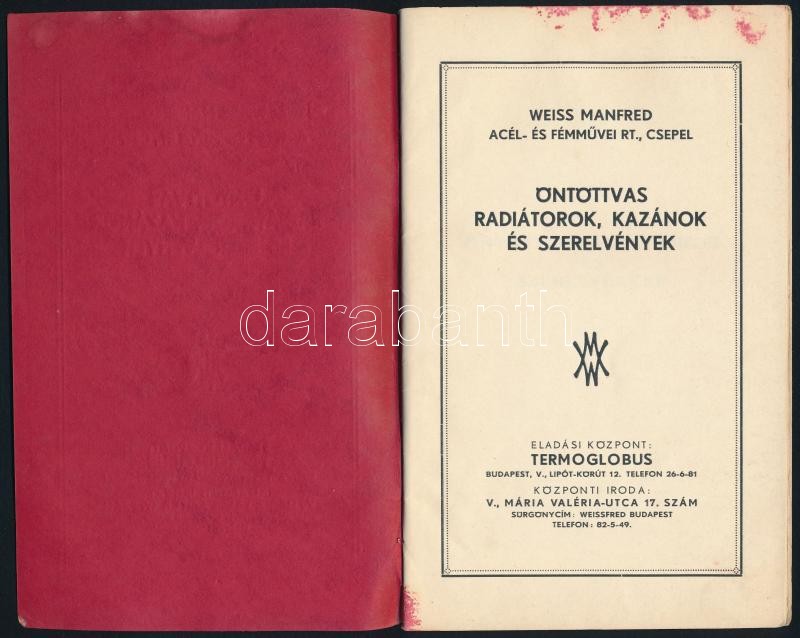 WEISS MANFRED
ACÉL- ÉS FÉMMŰVEI RT., CSEPEL
ÖNTÖTTVAS
RADIÁTOROK, KAZÁNOK
ÉS SZERELVÉNYEK
darabanth
WM
ELADÁSI KÖZPONT:
TERMOGLOBUS
BUDAPEST, V., LIPÓT-KÖRÚT 12. TELEFON 26-6-81
KÖZPONTI IRODA:
V., MÁRIA VALÉRIA-UTCA 17. SZÁM
SÜRGÖNYCÍM: WEISSFRED BUDAPEST
TELEFON: 82-5-49.